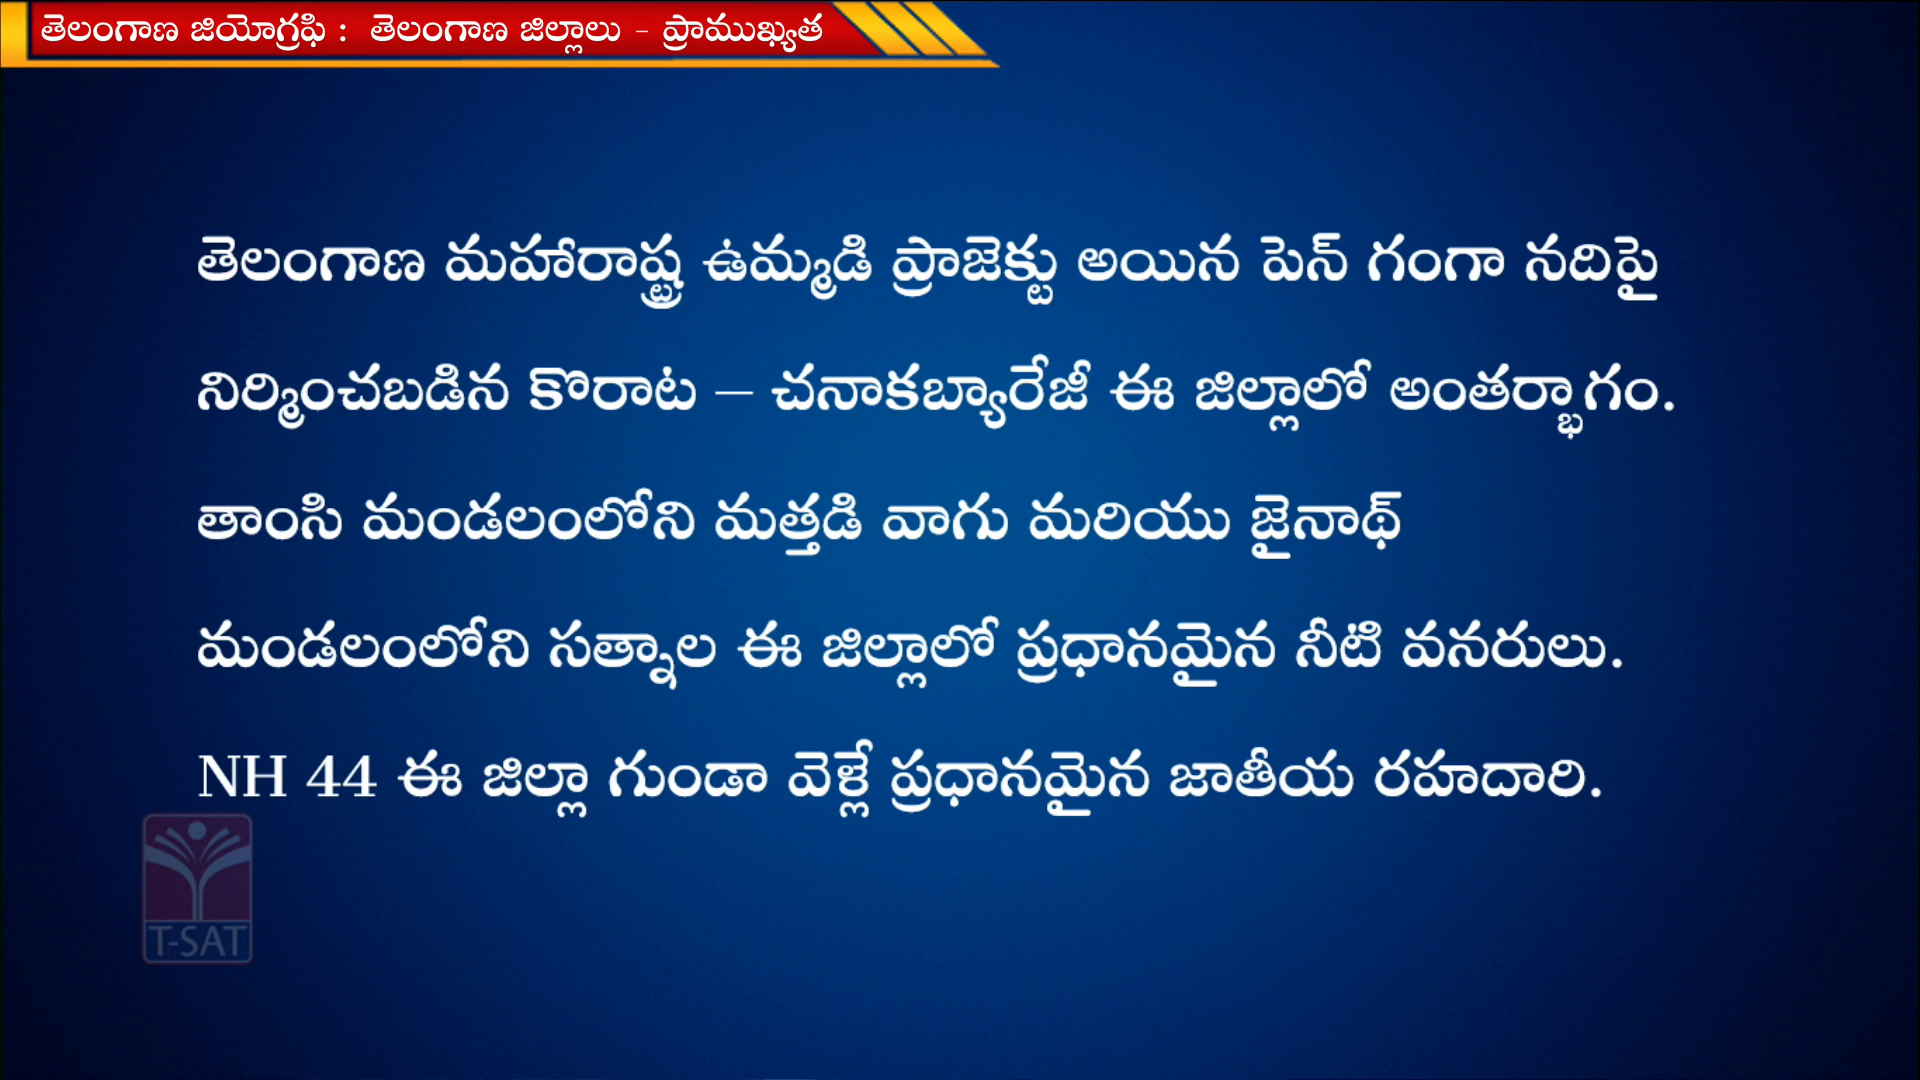 తెలంగాణ జియోగ్రఫి : తెలంగాణ జిల్లాలు - ప్రాముఖ్యత
తెలంగాణ మహారాష్ట్ర ఉమ్మడి ప్రాజెక్టు అయిన పెన్ గంగా నదిపై
నిర్మించబడిన కొరాట – చనాకబ్యారేజీ ఈ జిల్లాలో అంతర్భాగం.
తాంసి మండలంలోని మత్తడి వాగు మరియు జైనాథ్
మండలంలోని సత్నాల ఈ జిల్లాలో ప్రధానమైన నీటి వనరులు.
NH 44 ఈ జిల్లా గుండా వెళ్లే ప్రధానమైన జాతీయ రహదారి.
T-SAT